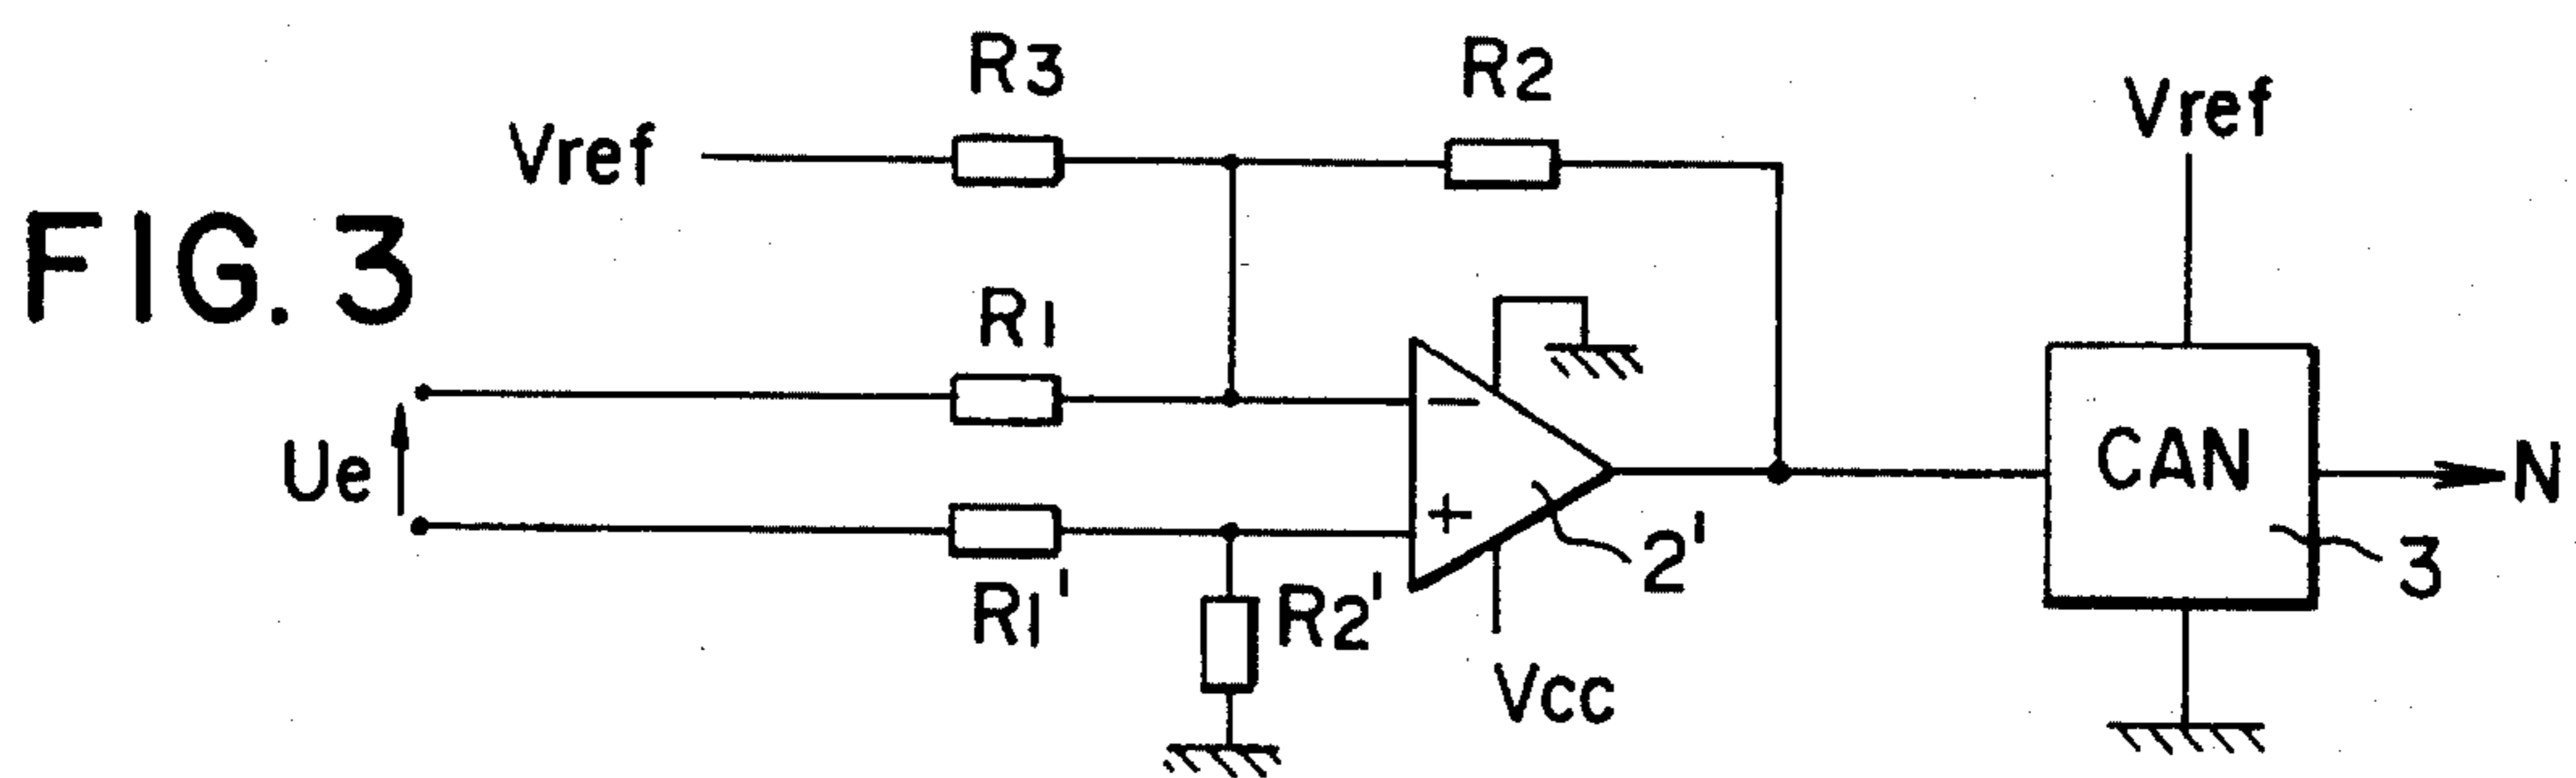 FIG. 3
Vref
R3
R2
Vref
R1
Ue
−
+
R1'
R2'
2'
Vcc
CAN
3
N